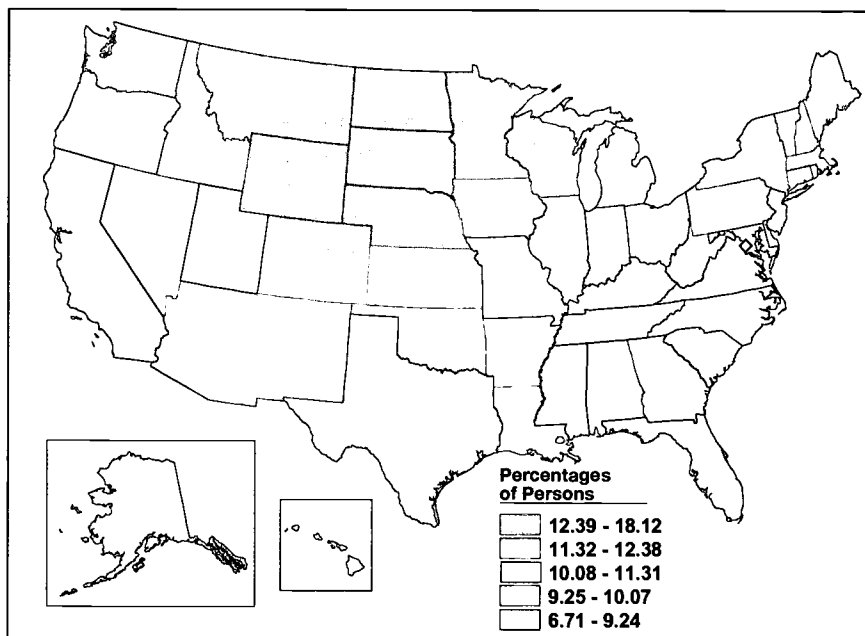 Percentages
of Persons
12.39 - 18.12
11.32 - 12.38
10.08 - 11.31
9.25 - 10.07
6.71 - 9.24